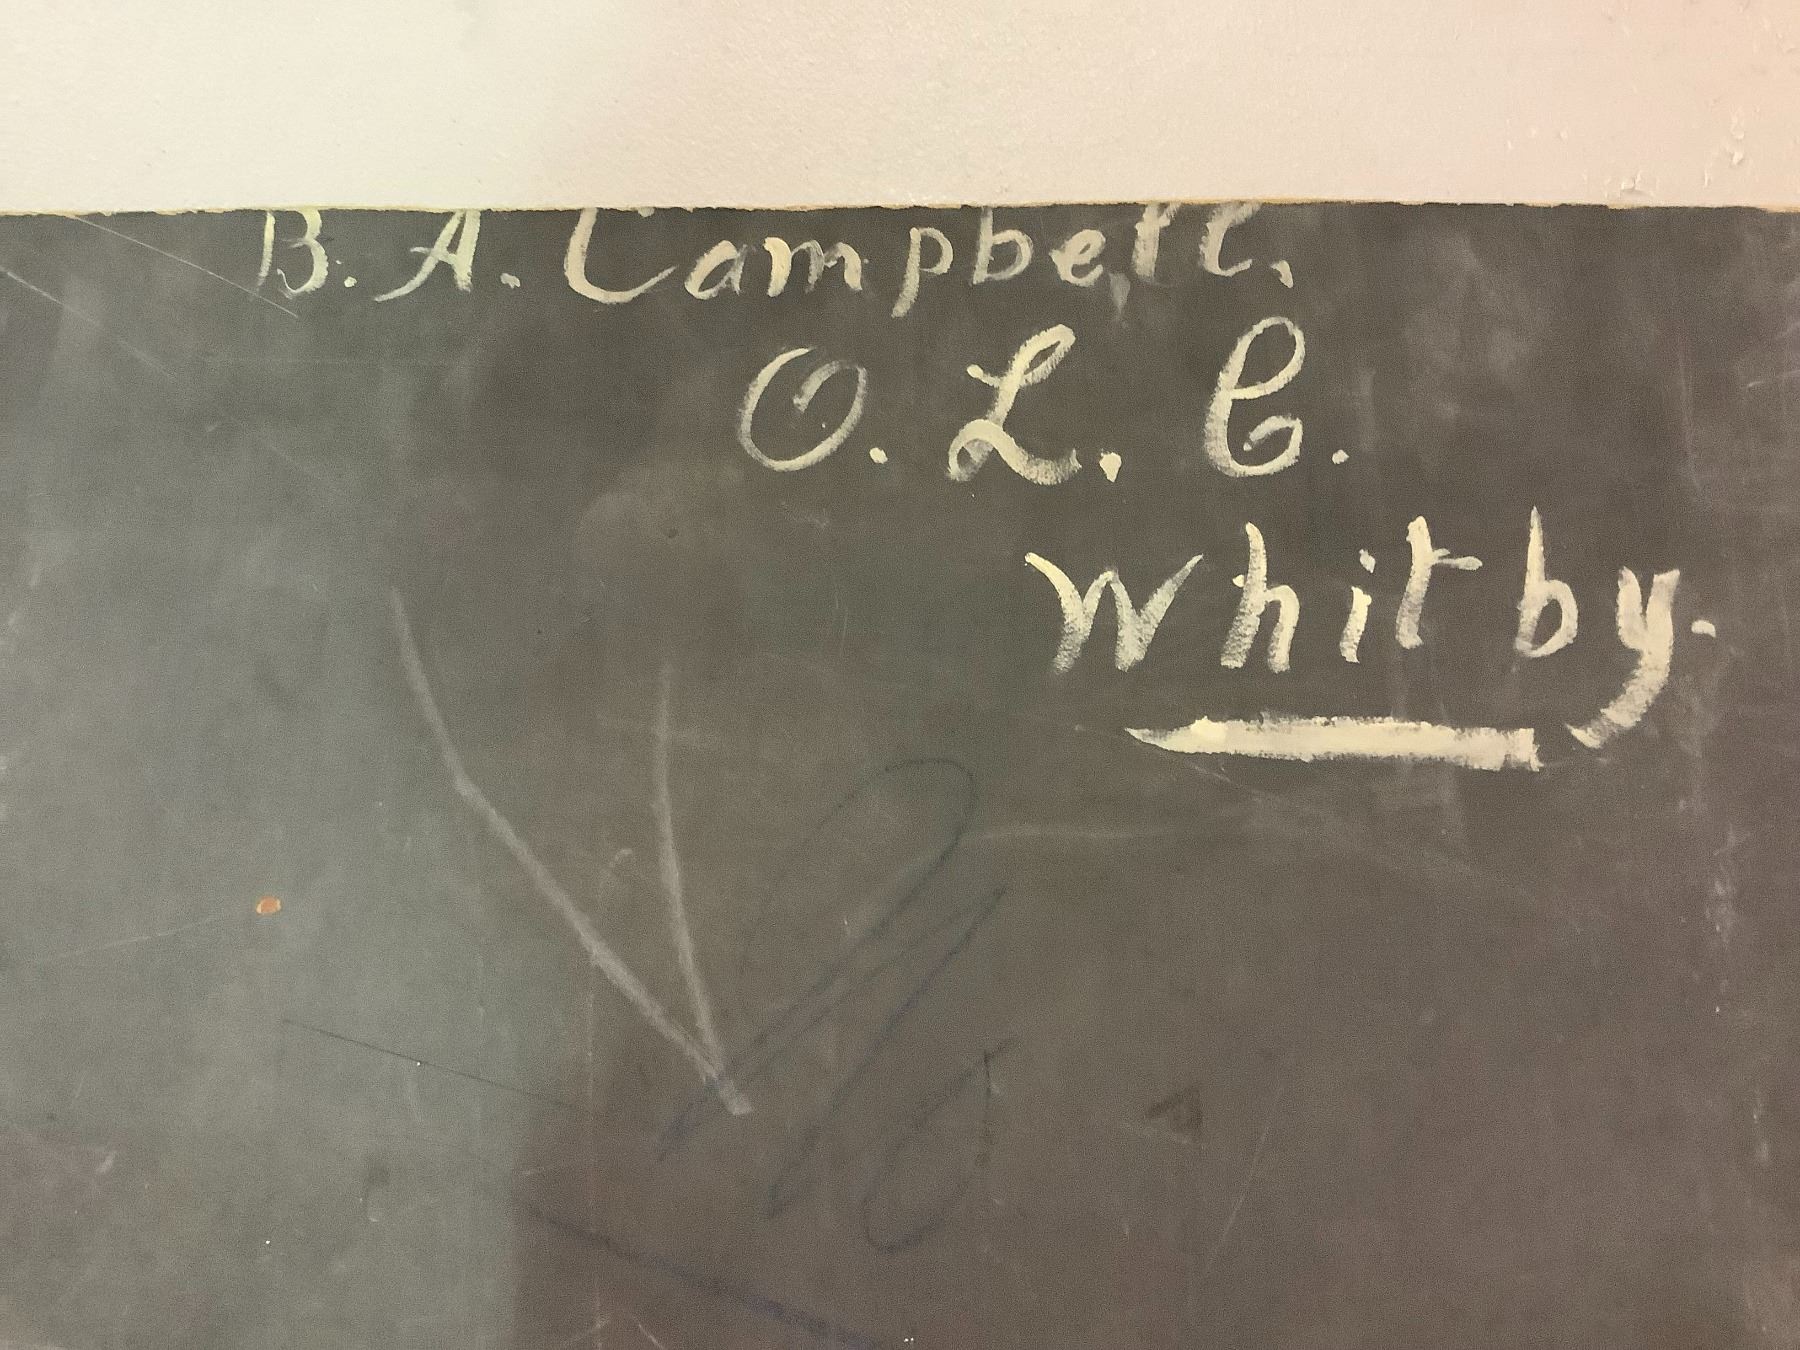 B. A. Campbell.
O. L. C.
Whitby.